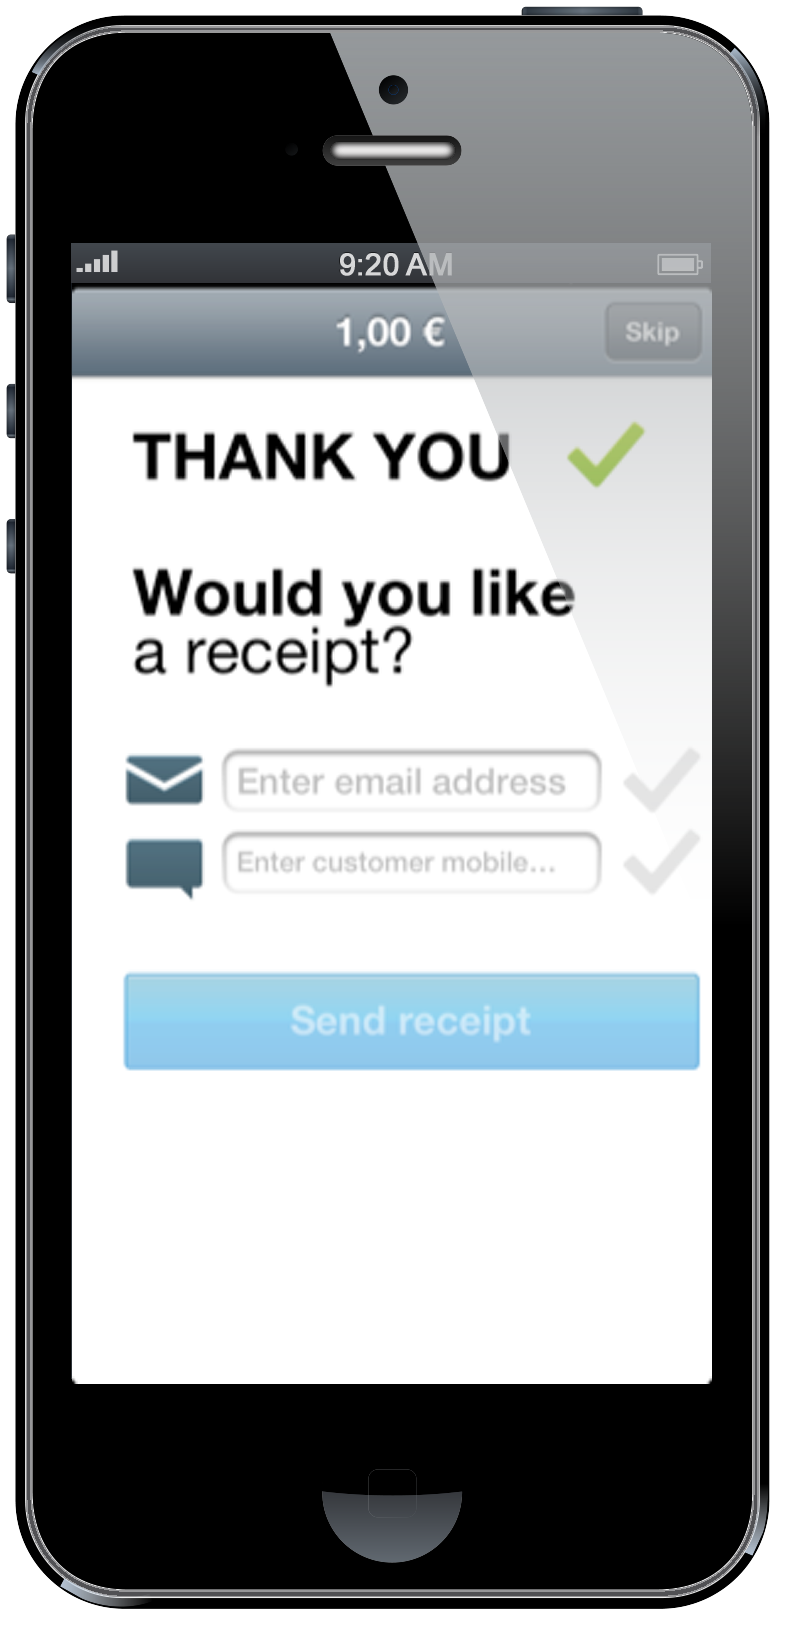 9:20 AM
1,00 €
Skip
THANK YOU
Would you like
a receipt?
Enter email address
Enter customer mobile...
Send receipt